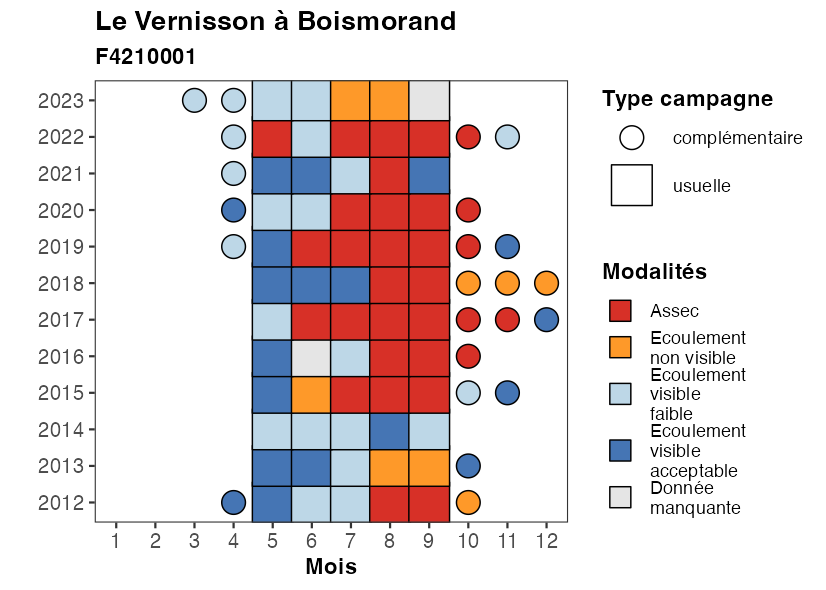 Le Vernisson à Boismorand
F4210001
2023
2022
2021
2020
2019
2018
2017
2016
2015
2014
2013
2012
1 2 3 4 5 6 7 8 9 10 11 12
Mois
Type campagne
complémentaire
usuelle
Modalités
Assec
Ecoulement
non visible
Ecoulement
visible
faible
Ecoulement
visible
acceptable
Donnée
manquante